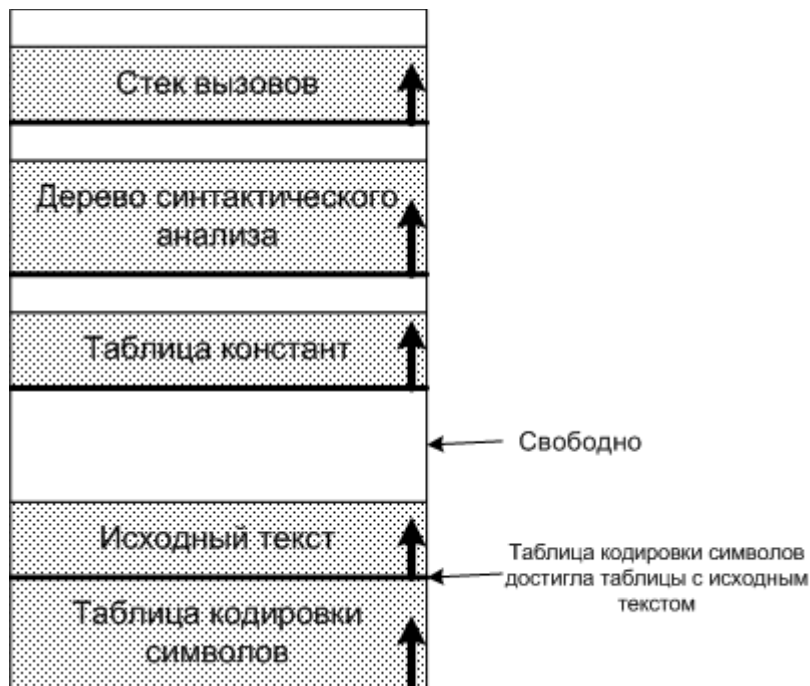 Стек вызовов
Дерево синтактического
анализа
Таблица констант
Свободно
Исходный текст
Таблица кодировки символов
достигла таблицы с исходным
текстом
Таблица кодировки
символов